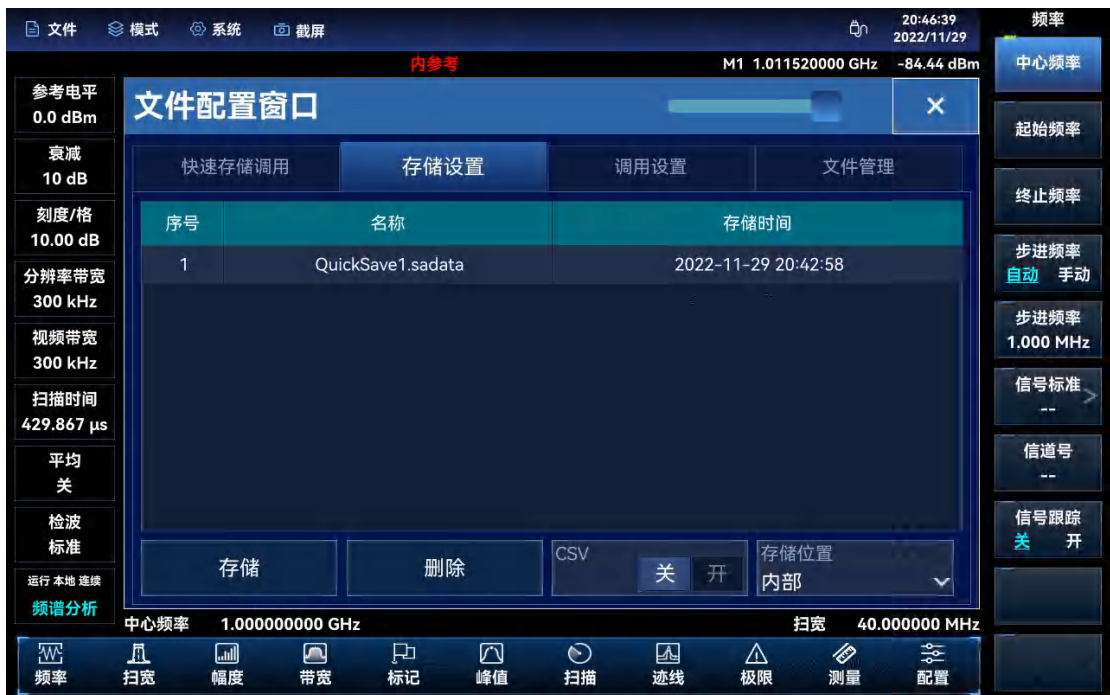 文件 模式 系统 截屏 20:46:39
2022/11/29
内参考 M1 1.011520000 GHz -84.44 dBm
参考电平
0.0 dBm
衰减
10 dB
刻度/格
10.00 dB
分辨率带宽
300 kHz
视频带宽
300 kHz
扫描时间
429.867 μs
平均
关
检波
标准
运行 本地 连续
频谱分析
文件配置窗口
快速存储调用 存储设置 调用设置 文件管理
序号 名称 存储时间
1 QuickSave1.sadata 2022-11-29 20:42:58
存储 删除 CSV 关 开 存储位置
内部
中心频率 1.000000000 GHz 扫宽 40.000000 MHz
频率
中心频率
起始频率
终止频率
步进频率
自动 手动
步进频率
1.000 MHz
信号标准 >
--
信道号
--
信号跟踪
关 开
频率 扫宽 幅度 带宽 标记 峰值 扫描 迹线 极限 测量 配置